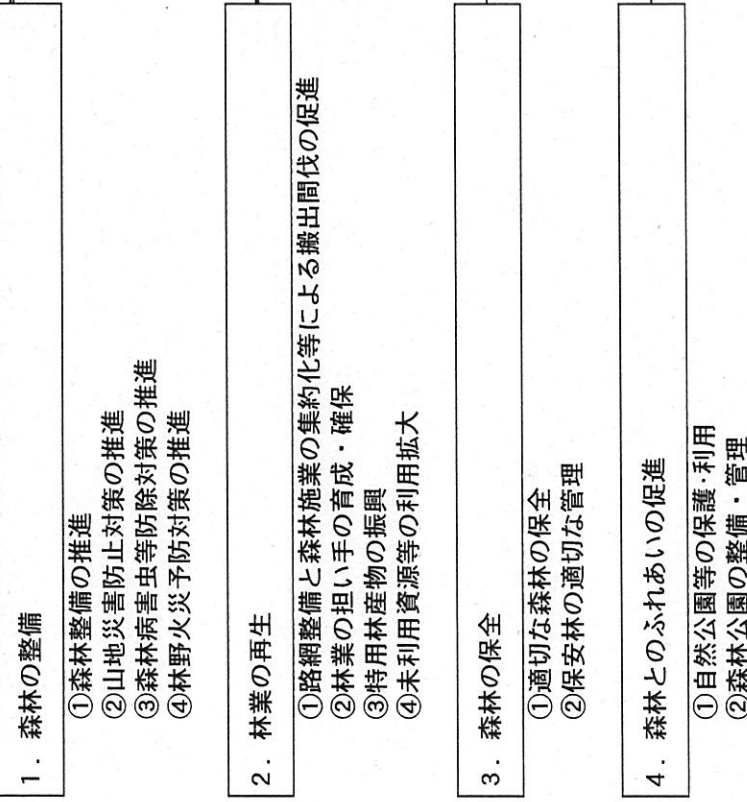 1．森林の整備
①森林整備の推進
②山地災害防止対策の推進
③森林病害虫等防除対策の推進
④林野火災予防対策の推進
2．林業の再生
①路網整備と森林施業の集約化等による搬出間伐の促進
②林業の担い手の育成・確保
③特用林産物の振興
④未利用資源等の利用拡大
3．森林の保全
①適切な森林の保全
②保安林の適切な管理
4．森林とのふれあいの促進
①自然公園等の保護・利用
②森林公園の整備・管理